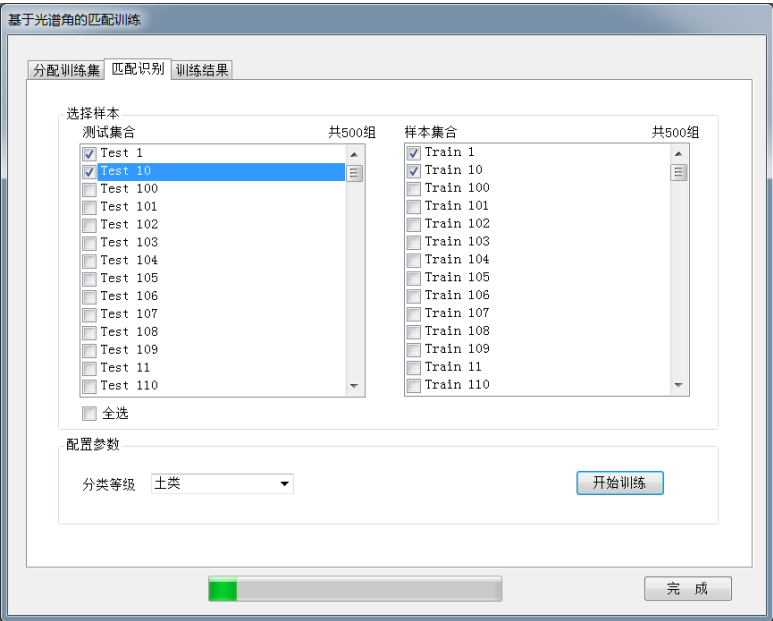 基于光谱角的匹配训练
分配训练集 匹配识别 训练结果
选择样本
测试集合 共500组 样本集合 共500组
Test 1 Train 1
Test 10 Train 10
Test 100 Train 100
Test 101 Train 101
Test 102 Train 102
Test 103 Train 103
Test 104 Train 104
Test 105 Train 105
Test 106 Train 106
Test 107 Train 107
Test 108 Train 108
Test 109 Train 109
Test 11 Train 11
Test 110 Train 110
全选
配置参数
分类等级 土类 开始训练
完 成